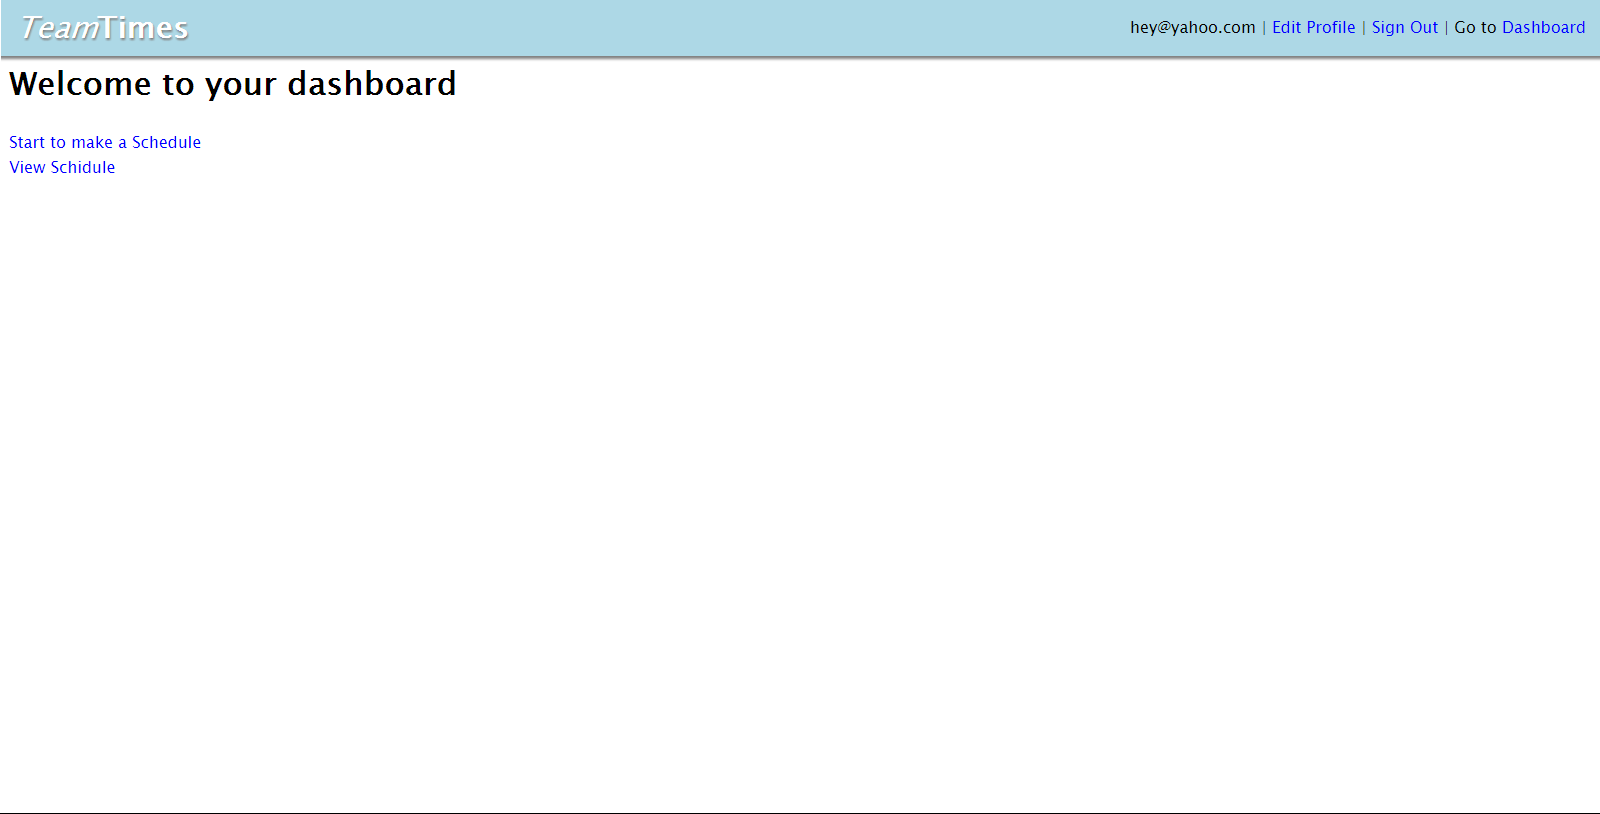 TeamTimes
hey@yahoo.com | Edit Profile | Sign Out | Go to Dashboard
Welcome to your dashboard
Start to make a Schedule
View Schidule